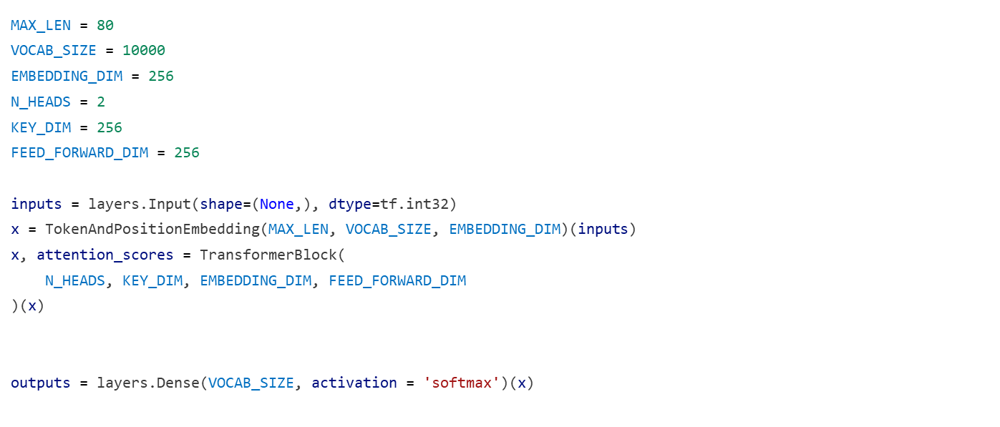 MAX_LEN = 80
VOCAB_SIZE = 10000
EMBEDDING_DIM = 256
N_HEADS = 2
KEY_DIM = 256
FEED_FORWARD_DIM = 256
inputs = layers.Input(shape=(None,), dtype=tf.int32)
x = TokenAndPositionEmbedding(MAX_LEN, VOCAB_SIZE, EMBEDDING_DIM)(inputs)
x, attention_scores = TransformerBlock(
    N_HEADS, KEY_DIM, EMBEDDING_DIM, FEED_FORWARD_DIM
)(x)
outputs = layers.Dense(VOCAB_SIZE, activation = 'softmax')(x)